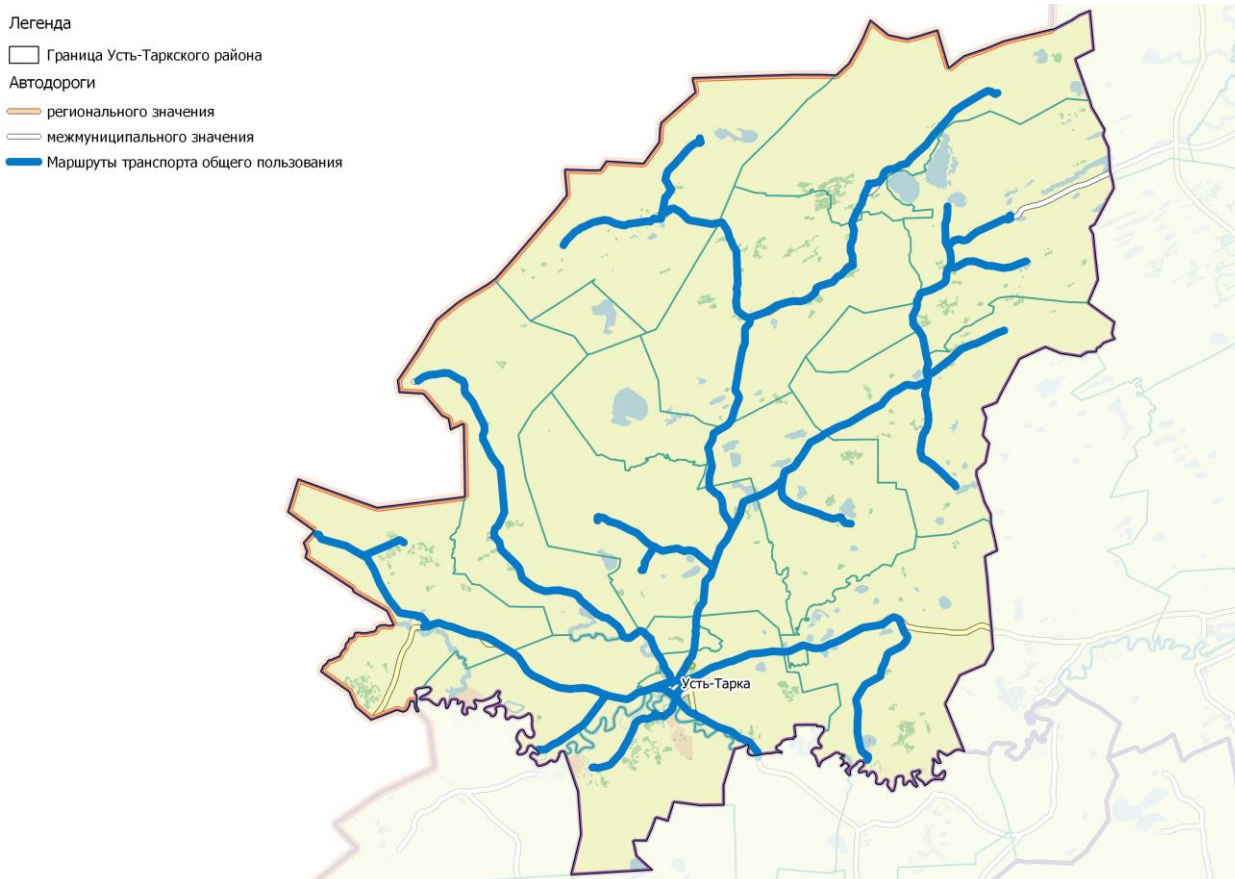 Легенда
Граница Усть-Таркского района
Автодороги
регионального значения
межмуниципального значения
Маршруты транспорта общего пользования
Усть-Тарка